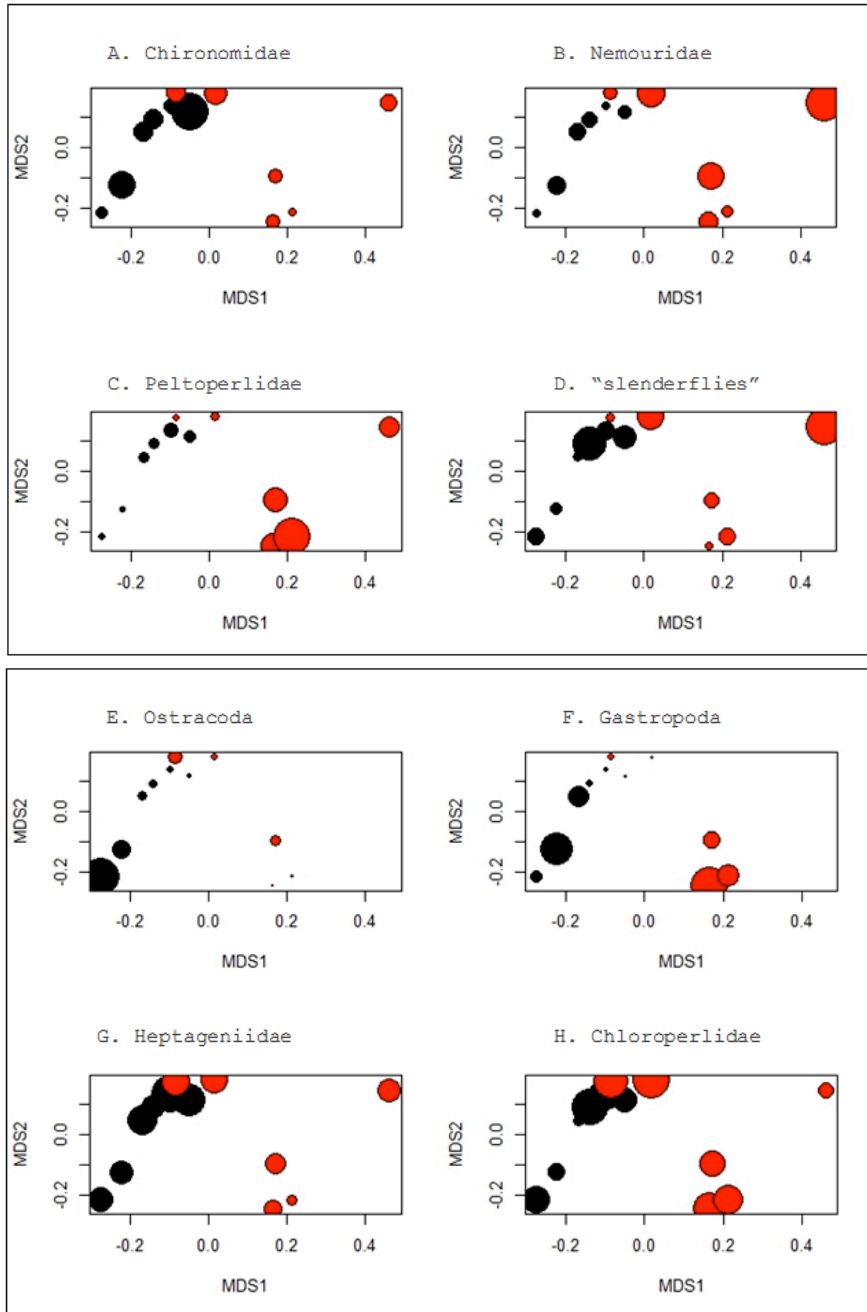 A. Chironomidae
B. Nemouridae
MDS2
0.0
-0.2
-0.2 0.0 0.2 0.4
MDS1
MDS2
0.0
-0.2
-0.2 0.0 0.2 0.4
MDS1
C. Peltoperlidae
D. “slenderflies”
MDS2
0.0
-0.2
-0.2 0.0 0.2 0.4
MDS1
MDS2
0.0
-0.2
-0.2 0.0 0.2 0.4
MDS1
E. Ostracoda
F. Gastropoda
MDS2
0.0
-0.2
-0.2 0.0 0.2 0.4
MDS1
MDS2
0.0
-0.2
-0.2 0.0 0.2 0.4
MDS1
G. Heptageniidae
H. Chloroperlidae
MDS2
0.0
-0.2
-0.2 0.0 0.2 0.4
MDS1
MDS2
0.0
-0.2
-0.2 0.0 0.2 0.4
MDS1